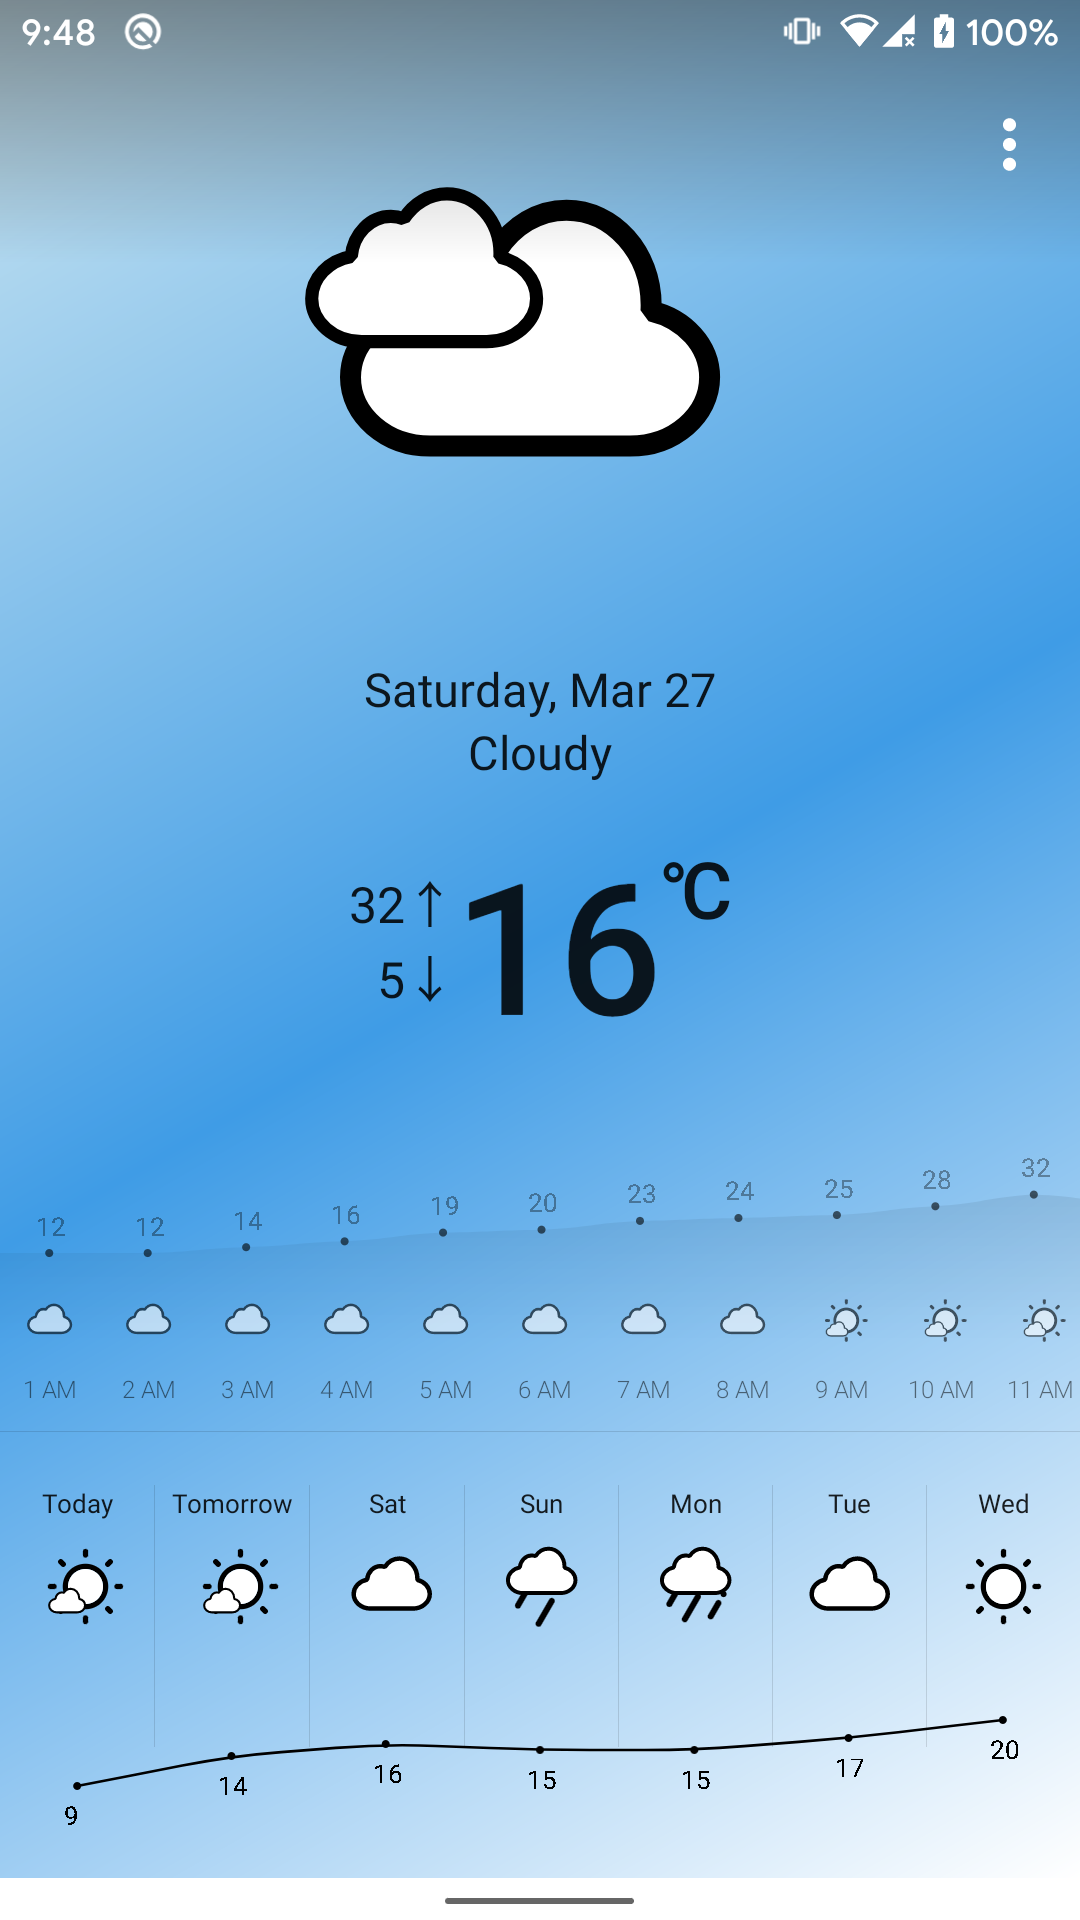 9:48 100%
Saturday, Mar 27
Cloudy
32↑
5↓
16 °C
12 12 14 16 19 20 23 24 25 28 32
1 AM 2 AM 3 AM 4 AM 5 AM 6 AM 7 AM 8 AM 9 AM 10 AM 11 AM
Today Tomorrow Sat Sun Mon Tue Wed
9 14 16 15 15 17 20